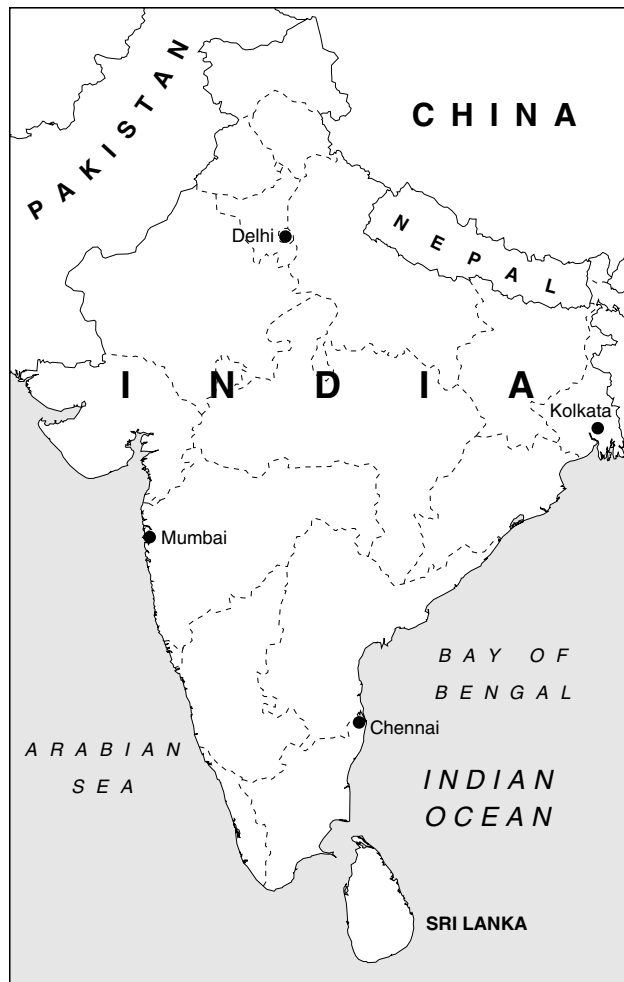 PAKISTAN
CHINA
NEPAL
Delhi
INDIA
Kolkata
Mumbai
BAY OF
BENGAL
Chennai
ARABIAN
SEA
INDIAN
OCEAN
SRI LANKA